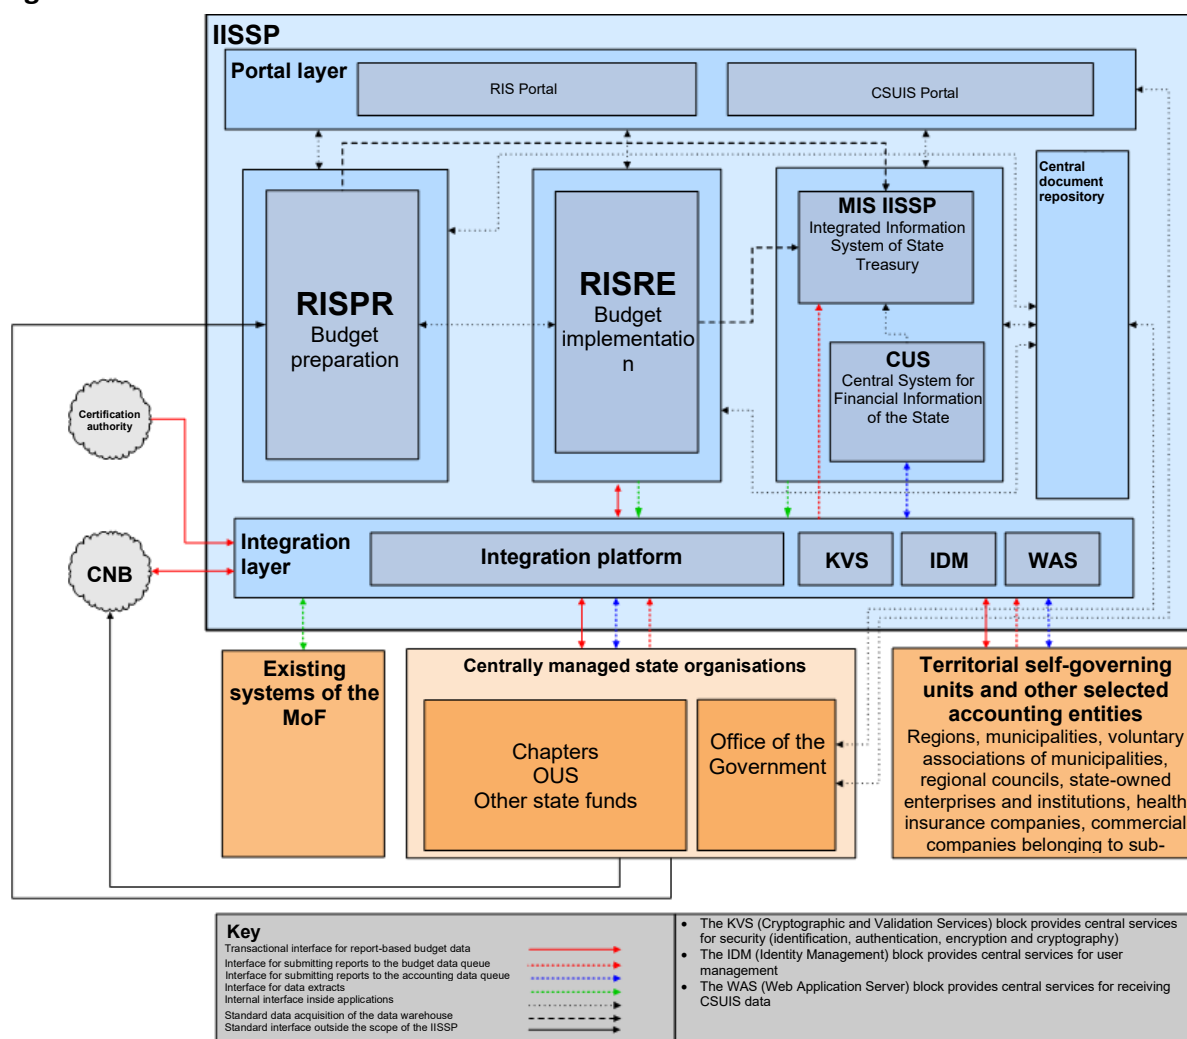 IISSP
Portal layer
RIS Portal
CSUIS Portal
RISPR
Budget
preparation
RISRE
Budget
implementatio
n
MIS IISSP
Integrated Information
System of State
Treasury
CUS
Central System for
Financial Information
of the State
Central
document
repository
Certification
authority
CNB
Integration
layer
Integration platform
KVS
IDM
WAS
Existing
systems of the
MoF
Centrally managed state organisations
Chapters
OUS
Other state funds
Office of the
Government
Territorial self-governing
units and other selected
accounting entities
Regions, municipalities, voluntary
associations of municipalities,
regional councils, state-owned
enterprises and institutions, health
insurance companies, commercial
companies belonging to sub-
Key
Transactional interface for report-based budget data
Interface for submitting reports to the budget data queue
Interface for submitting reports to the accounting data queue
Interface for data extracts
Internal interface inside applications
Standard data acquisition of the data warehouse
Standard interface outside the scope of the IISSP
• The KVS (Cryptographic and Validation Services) block provides central services
for security (identification, authentication, encryption and cryptography)
• The IDM (Identity Management) block provides central services for user
management
• The WAS (Web Application Server) block provides central services for receiving
CSUIS data